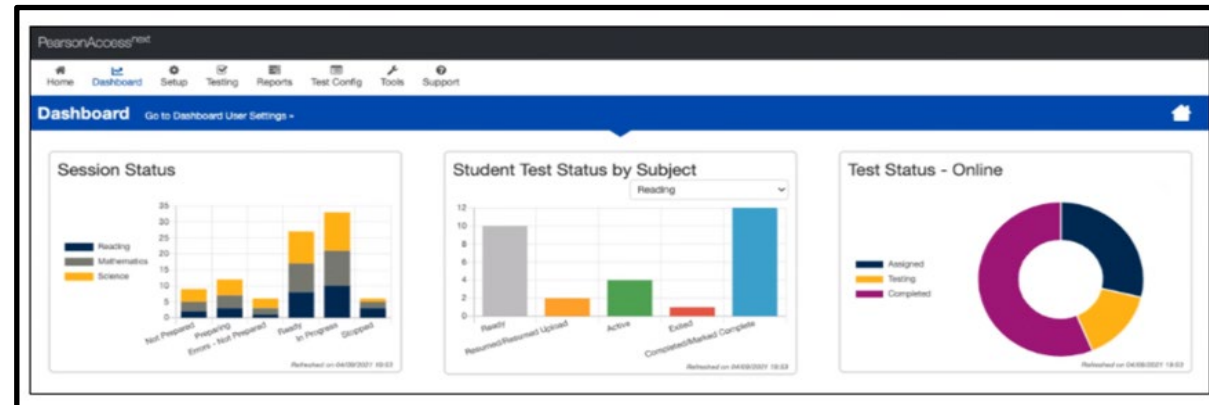 PearsonAccessnext
Home Dashboard Setup Testing Reports Test Config Tools Support
Dashboard Go to Dashboard User Settings »
Session Status
35
30
25
20
15
10
5
0
Reading
Mathematics
Science
Not Prepared
Preparing
Errors - Not Prepared
Ready
In Progress
Stopped
Student Test Status by Subject
Reading
12
10
8
6
4
2
0
Ready
Resumed/Resumed Upload
Active
Exited
Completed/Marked Complete
Test Status - Online
Assigned
Testing
Completed